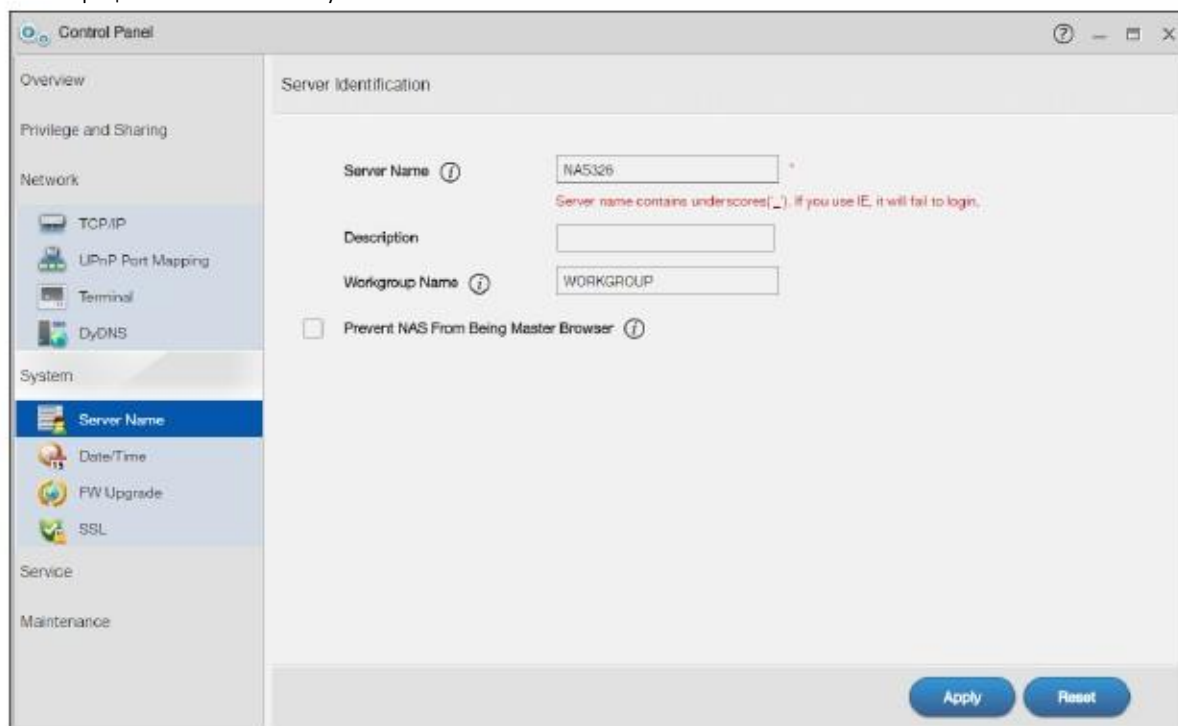 Control Panel
Overview
Privilege and Sharing
Network
TCP/IP
UPnP Port Mapping
Terminal
DyDNS
System
Server Name
Date/Time
FW Upgrade
SSL
Service
Maintenance
Server Identification
Server Name
NAS326
*
Server name contains underscores('_'). If you use IE, it will fail to login.
Description
Workgroup Name
WORKGROUP
Prevent NAS From Being Master Browser
Apply
Reset